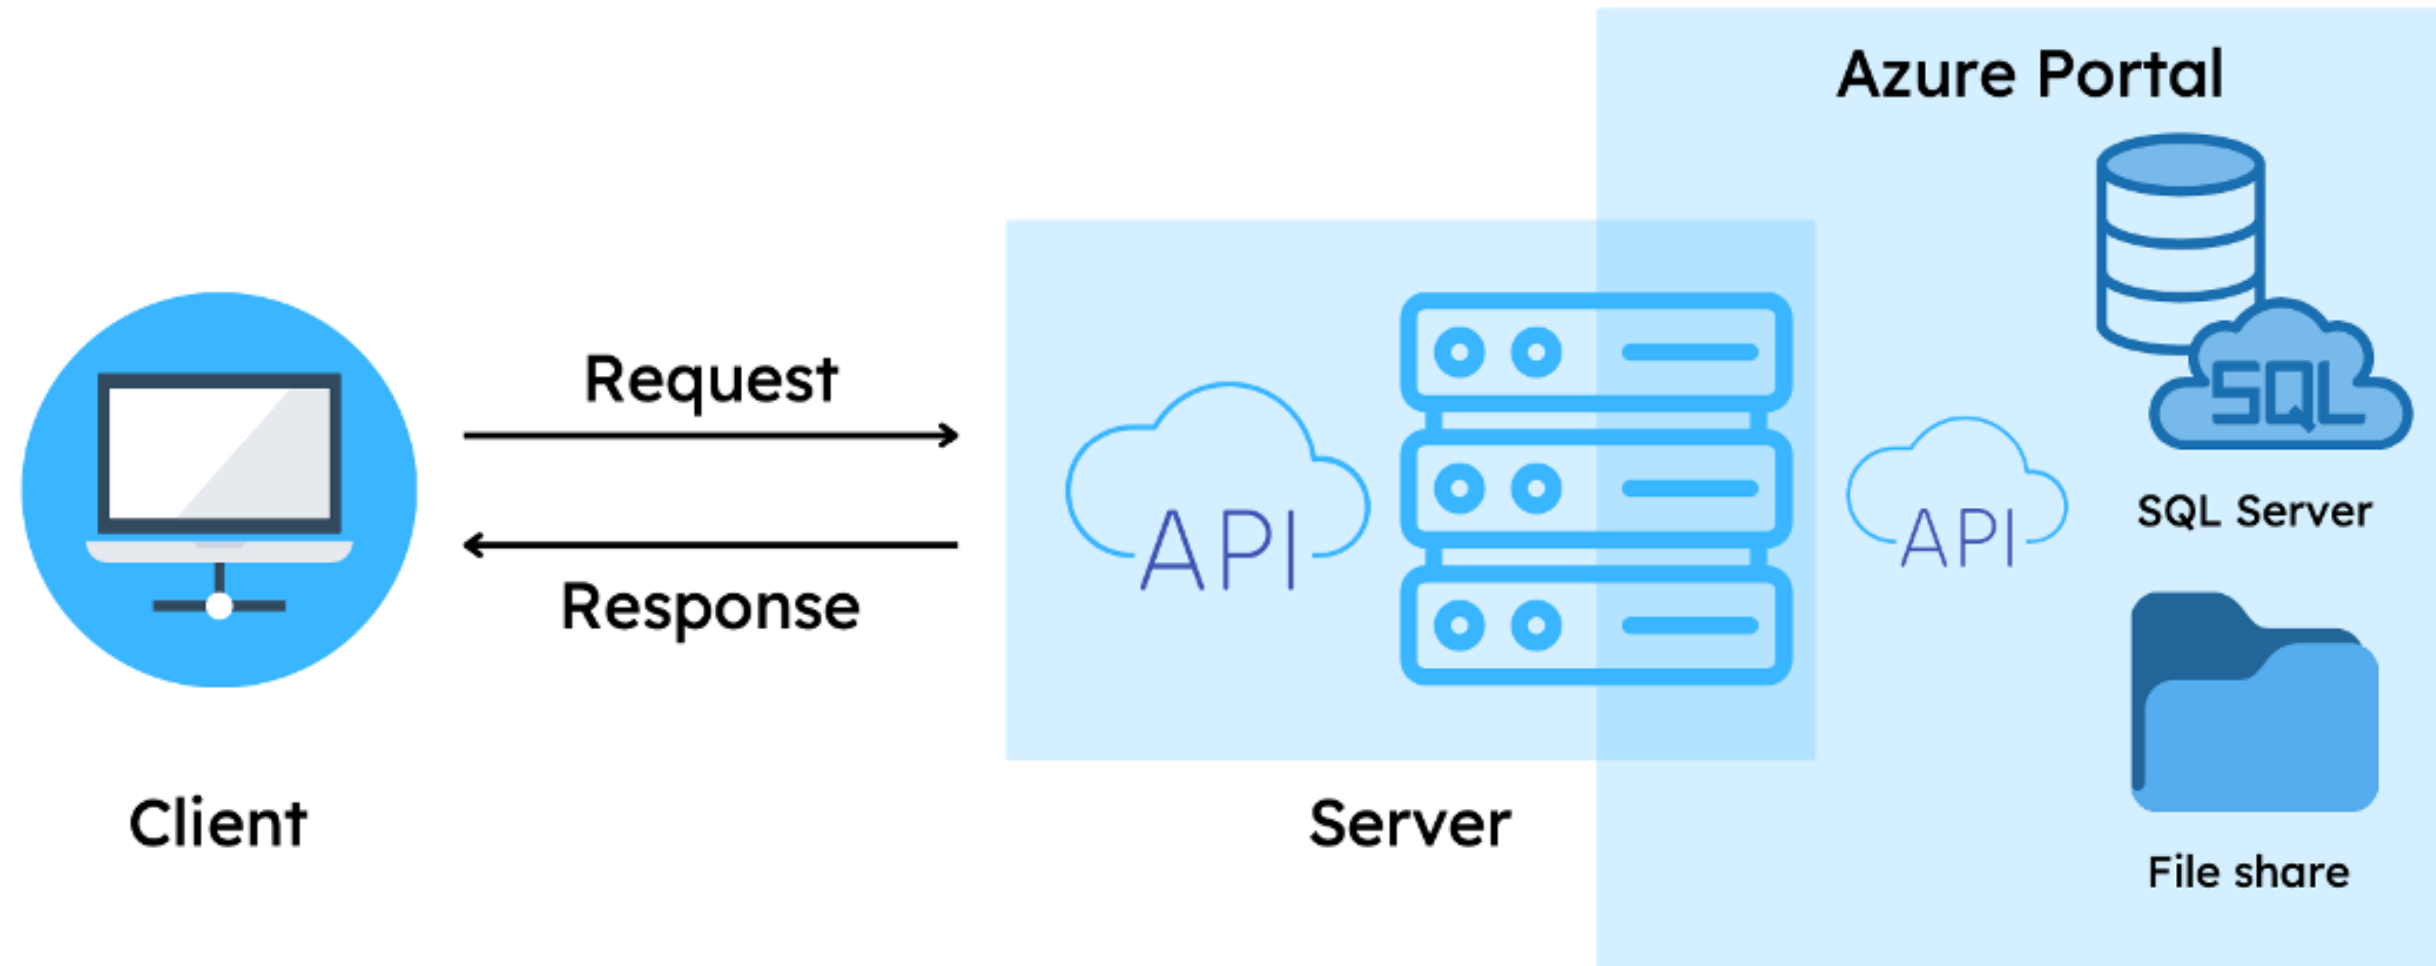 Azure Portal
Request
Response
API
API
SQL
SQL Server
Client
Server
File share